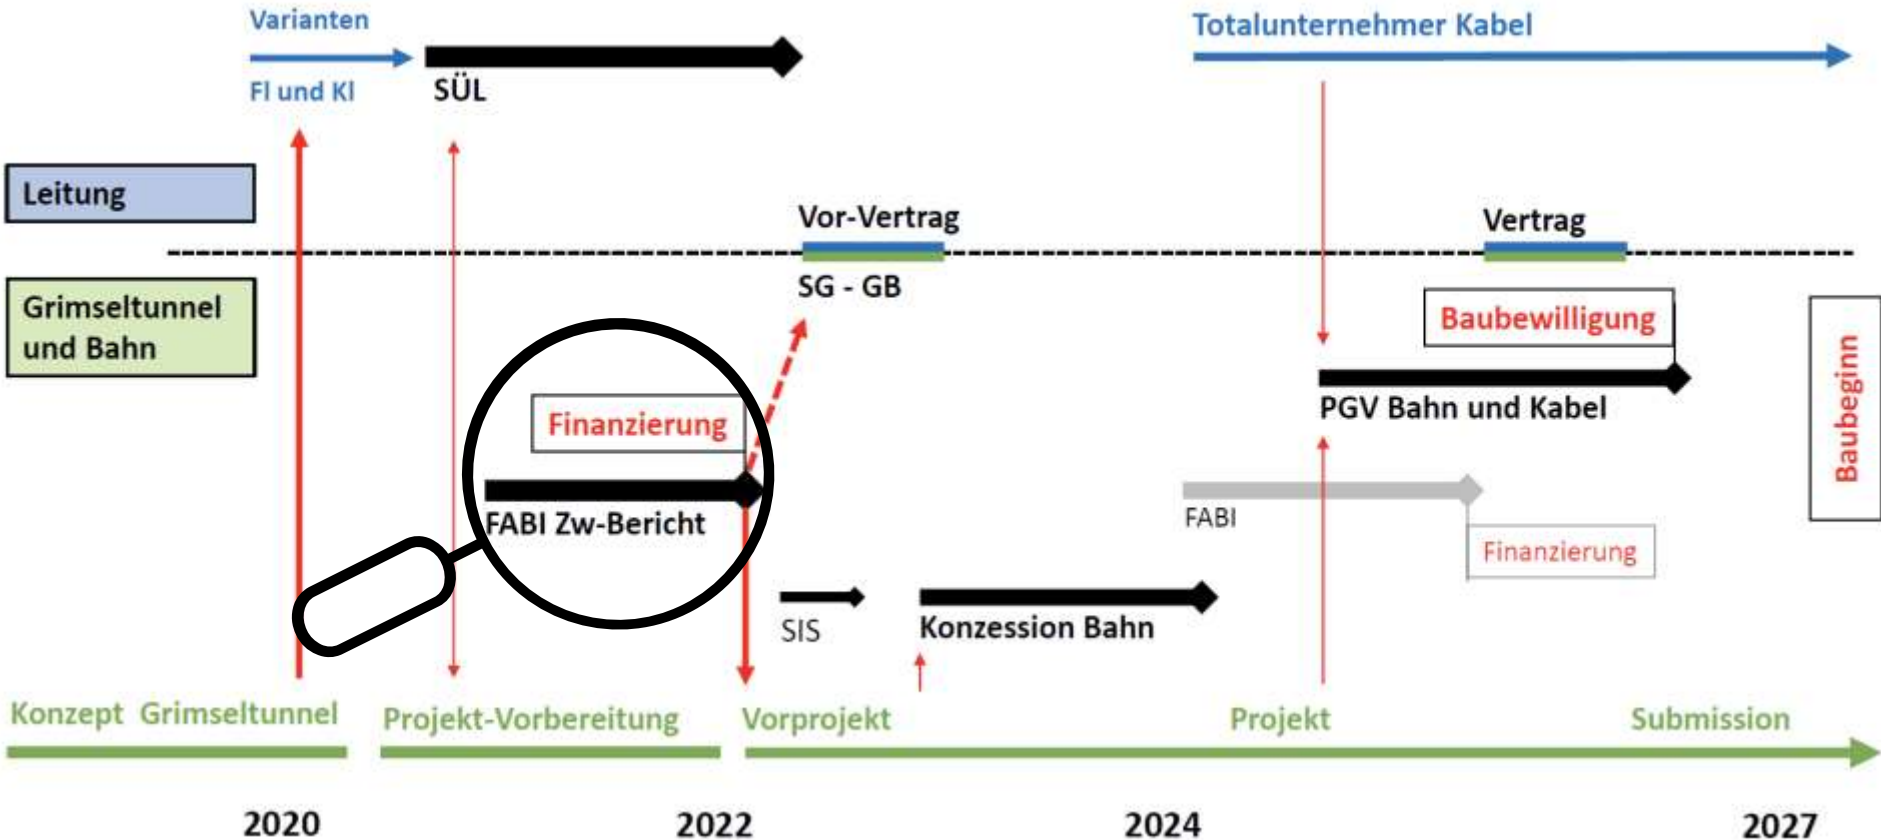 Varianten
Fl und Kl
SÜL
Totalunternehmer Kabel
Leitung
Vor-Vertrag
SG - GB
Vertrag
Grimseltunnel
und Bahn
Baubewilligung
PGV Bahn und Kabel
Baubeginn
Finanzierung
FABI Zw-Bericht
FABI
Finanzierung
SIS
Konzession Bahn
Konzept Grimseltunnel
Projekt-Vorbereitung
Vorprojekt
Projekt
Submission
2020
2022
2024
2027